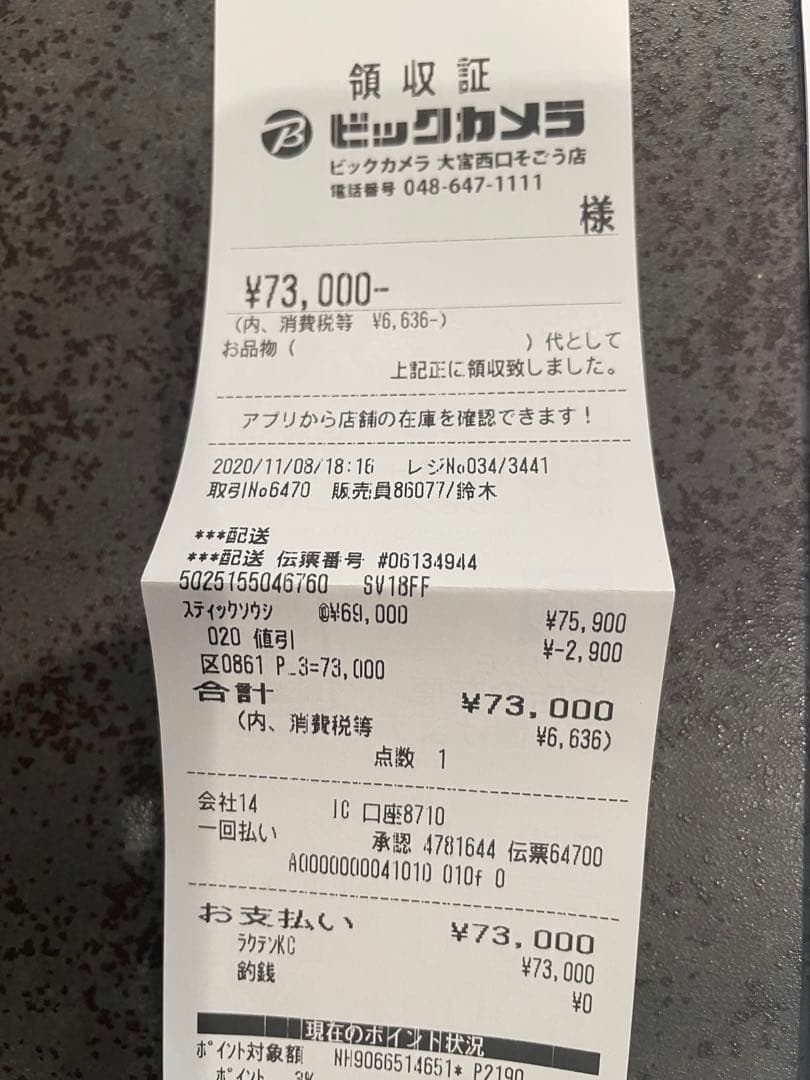 領収証
B ビックカメラ
ビックカメラ 大宮西口そごう店
電話番号 048-647-1111
様
¥73,000-
(内、消費税等 ¥6,636-)
お品物( )代として
上記正に領収致しました。
アプリから店舗の在庫を確認できます!
2020/11/08/18:16 レジNo034/3441
取引No6470 販売員86077/鈴木
***配送
***配送 伝票番号 #06134944
5025155046760 SV18FF
スティックソウジ @¥69,000 ¥75,900
020 値引 ¥-2,900
区0861 P_3=73,000
合計 ¥73,000
(内、消費税等 ¥6,636)
点数 1
会社14 IC 口座8710
一回払い 承認 4781644 伝票64700
A0000000041010 010f 0
お支払い ¥73,000
ラクテンKC ¥73,000
釣銭 ¥0
現在のポイント状況
ポイント対象額 NH9066514651* P2190
ポイント 3%